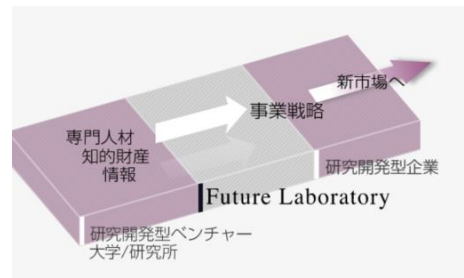 新市場へ
事業戦略
専門人材
知的財産
情報
研究開発型企業
Future Laboratory
研究開発型ベンチャー
大学/研究所